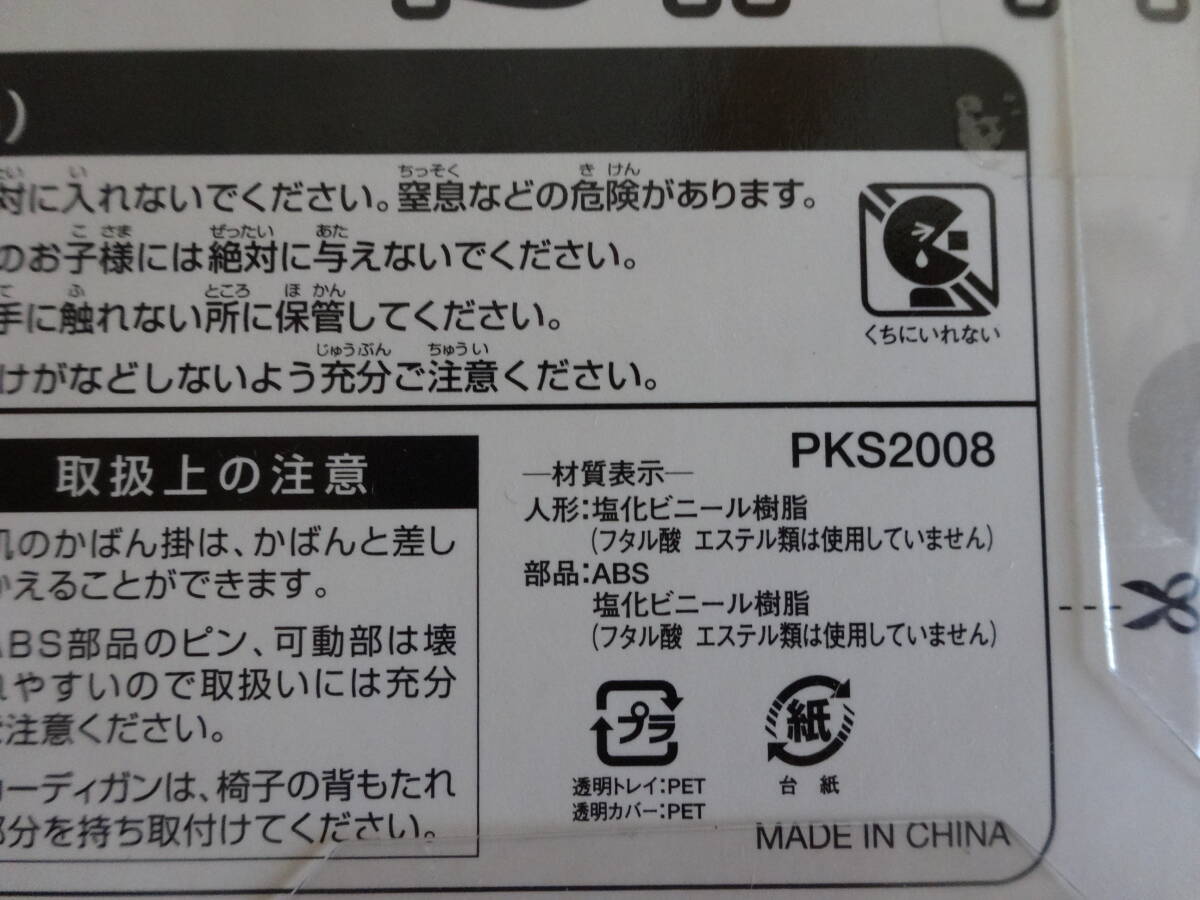 )
対に入れないでください。窒息などの危険があります。
のお子様には絶対に与えないでください。
手に触れない所に保管してください。
けがなどしないよう充分ご注意ください。
くちにいれない
取扱上の注意
のかばん掛は、かばんと差し
かえることができます。
ABS部品のピン、可動部は壊
れやすいので取扱いには充分
ご注意ください。
カーディガンは、椅子の背もたれ
部分を持ち取付けてください。
PKS2008
―材質表示―
人形:塩化ビニール樹脂
(フタル酸 エステル類は使用していません)
部品:ABS
塩化ビニール樹脂
(フタル酸 エステル類は使用していません)
プラ
紙
透明トレイ:PET
透明カバー:PET
台 紙
MADE IN CHINA